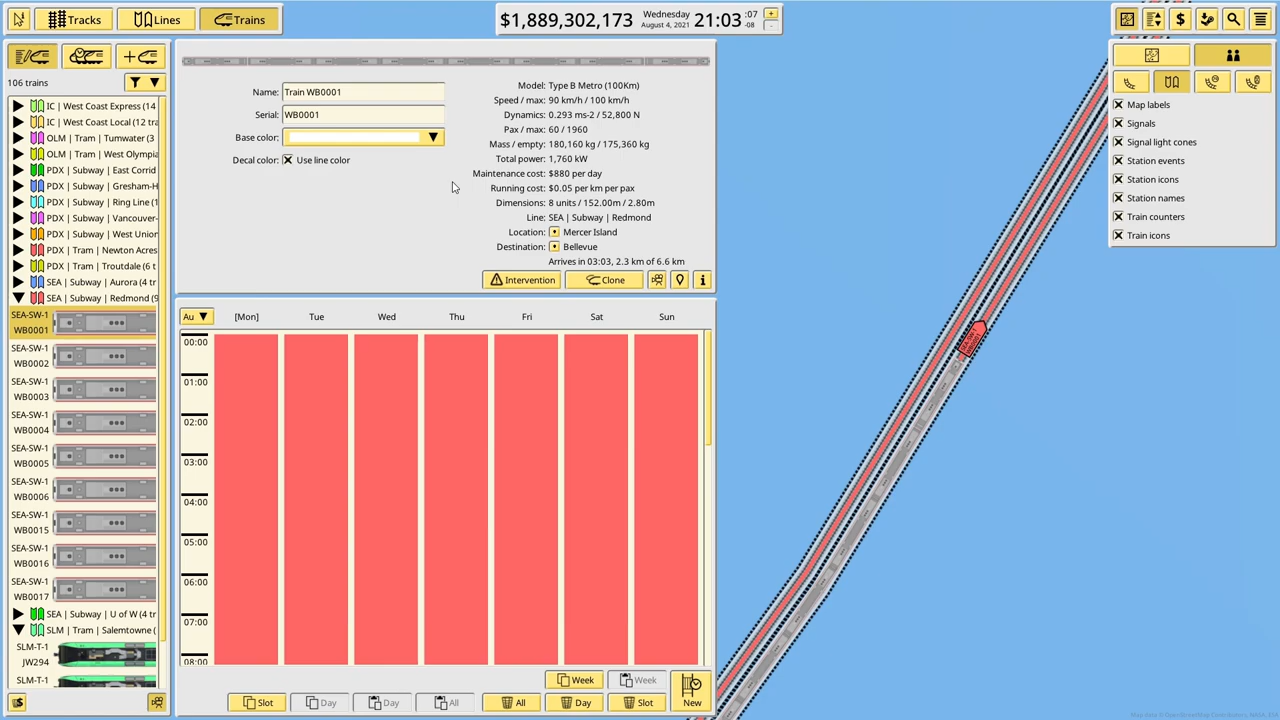 Tracks
Lines
Trains
$1,889,302,173
Wednesday
August 4, 2021
21:03
:07
-08
106 trains
IC | West Coast Express (14
IC | West Coast Local (12 tra
OLM | Tram | Tumwater (3
OLM | Tram | West Olympia
PDX | Subway | East Corrid
PDX | Subway | Gresham-H
PDX | Subway | Ring Line (1
PDX | Subway | Vancouver-
PDX | Subway | West Union
PDX | Tram | Newton Acres
PDX | Tram | Troutdale (6 t
SEA | Subway | Aurora (4 tr
SEA | Subway | Redmond (9
SEA-SW-1
WB0001
SEA-SW-1
WB0002
SEA-SW-1
WB0003
SEA-SW-1
WB0004
SEA-SW-1
WB0005
SEA-SW-1
WB0006
SEA-SW-1
WB0015
SEA-SW-1
WB0016
SEA-SW-1
WB0017
SEA | Subway | U of W (4 tr
SLM | Tram | Salemtowne (
SLM-T-1
JW294
SLM-T-1
Name: Train WB0001
Serial: WB0001
Base color:
Decal color: Use line color
Model: Type B Metro (100Km)
Speed / max: 90 km/h / 100 km/h
Dynamics: 0.293 ms-2 / 52,800 N
Pax / max: 60 / 1960
Mass / empty: 180,160 kg / 175,360 kg
Total power: 1,760 kW
Maintenance cost: $880 per day
Running cost: $0.05 per km per pax
Dimensions: 8 units / 152.00m / 2.80m
Line: SEA | Subway | Redmond
Location: Mercer Island
Destination: Bellevue
Arrives in 03:03, 2.3 km of 6.6 km
Intervention
Clone
Au
[Mon] Tue Wed Thu Fri Sat Sun
00:00
01:00
02:00
03:00
04:00
05:00
06:00
07:00
08:00
Week
Week
Slot
Day
Day
All
All
Day
Slot
New
Map labels
Signals
Signal light cones
Station events
Station icons
Station names
Train counters
Train icons